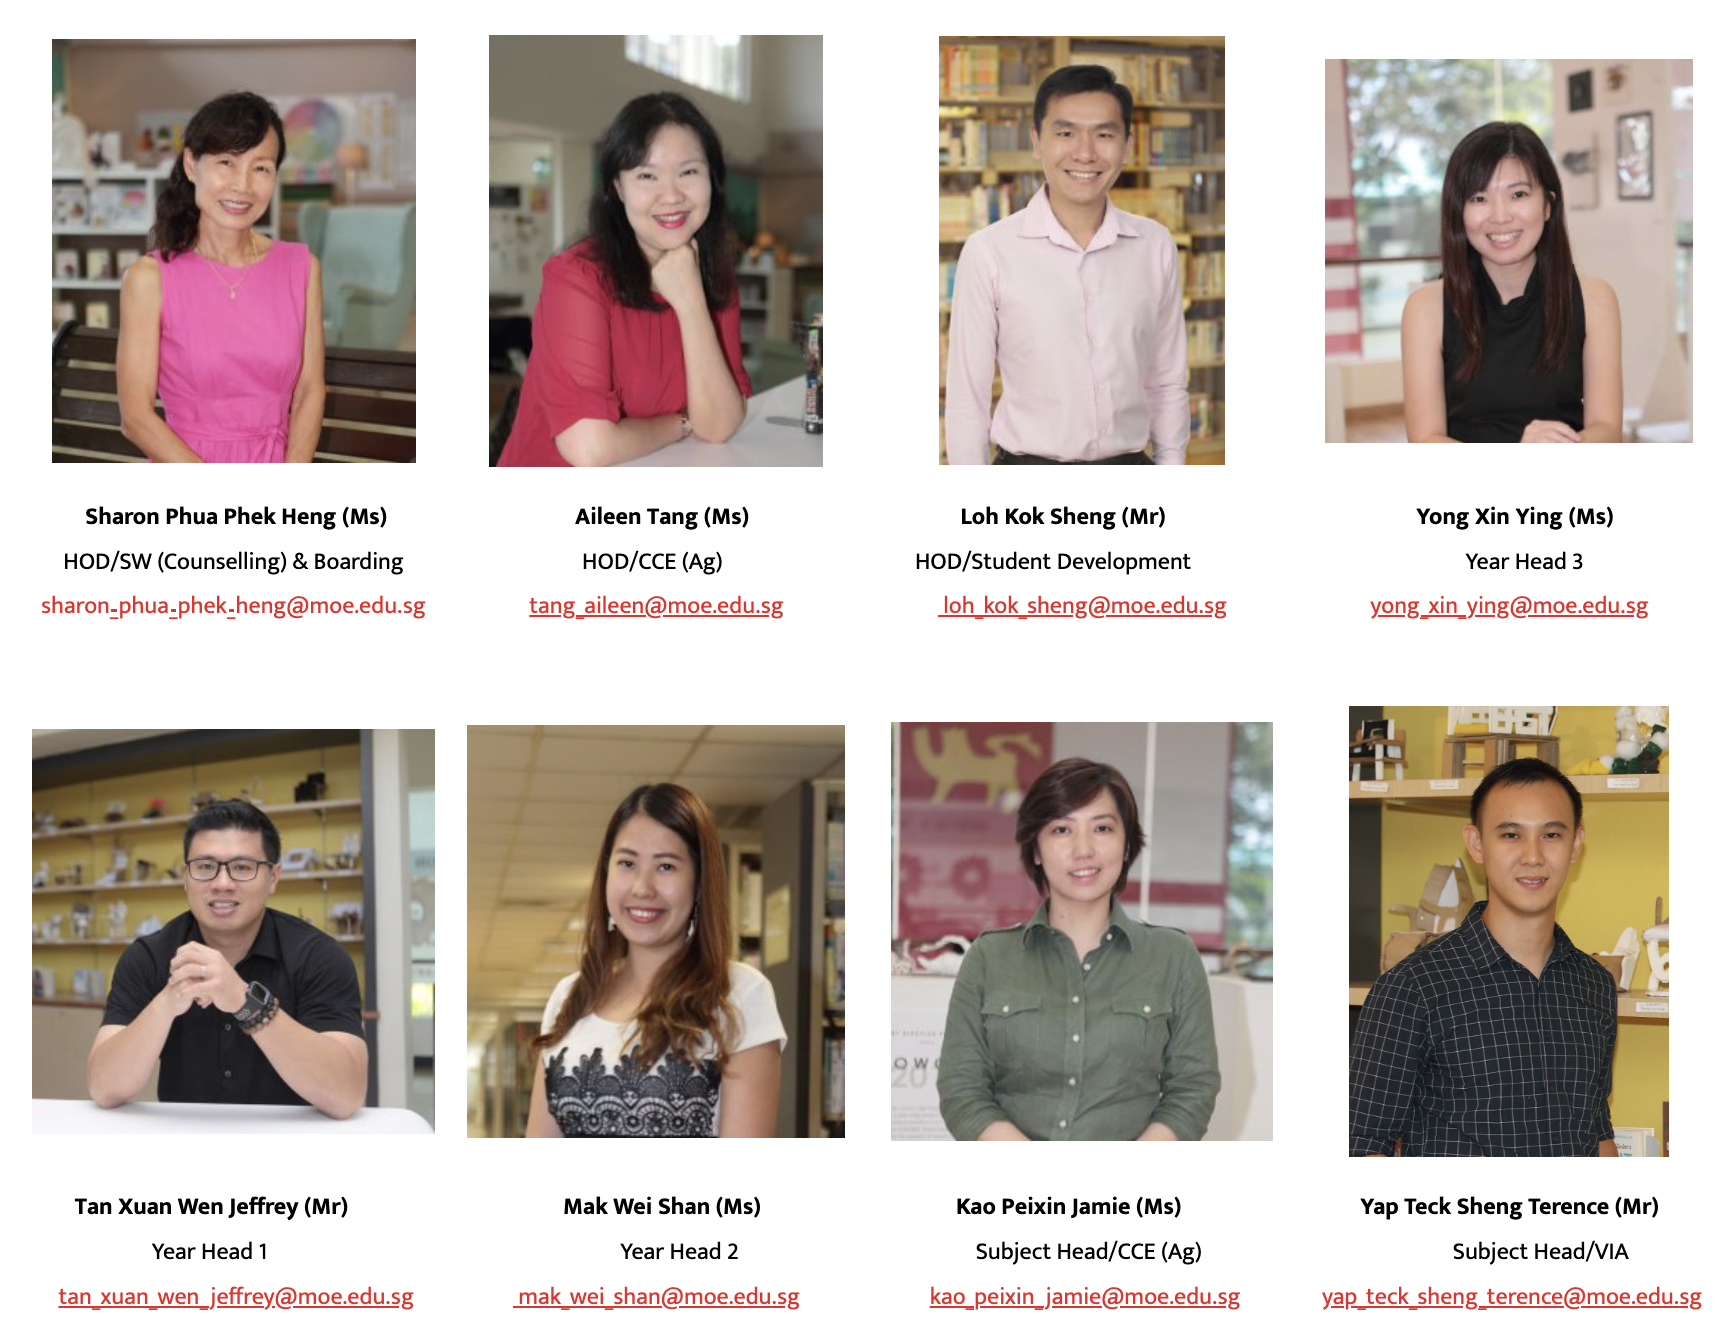 Sharon Phua Phek Heng (Ms)
HOD/SW (Counselling) & Boarding
sharon_phua_phek_heng@moe.edu.sg
Aileen Tang (Ms)
HOD/CCE (Ag)
tang_aileen@moe.edu.sg
Loh Kok Sheng (Mr)
HOD/Student Development
loh_kok_sheng@moe.edu.sg
Yong Xin Ying (Ms)
Year Head 3
yong_xin_ying@moe.edu.sg
Tan Xuan Wen Jeffrey (Mr)
Year Head 1
tan_xuan_wen_jeffrey@moe.edu.sg
Mak Wei Shan (Ms)
Year Head 2
mak_wei_shan@moe.edu.sg
Kao Peixin Jamie (Ms)
Subject Head/CCE (Ag)
kao_peixin_jamie@moe.edu.sg
Yap Teck Sheng Terence (Mr)
Subject Head/VIA
yap_teck_sheng_terence@moe.edu.sg